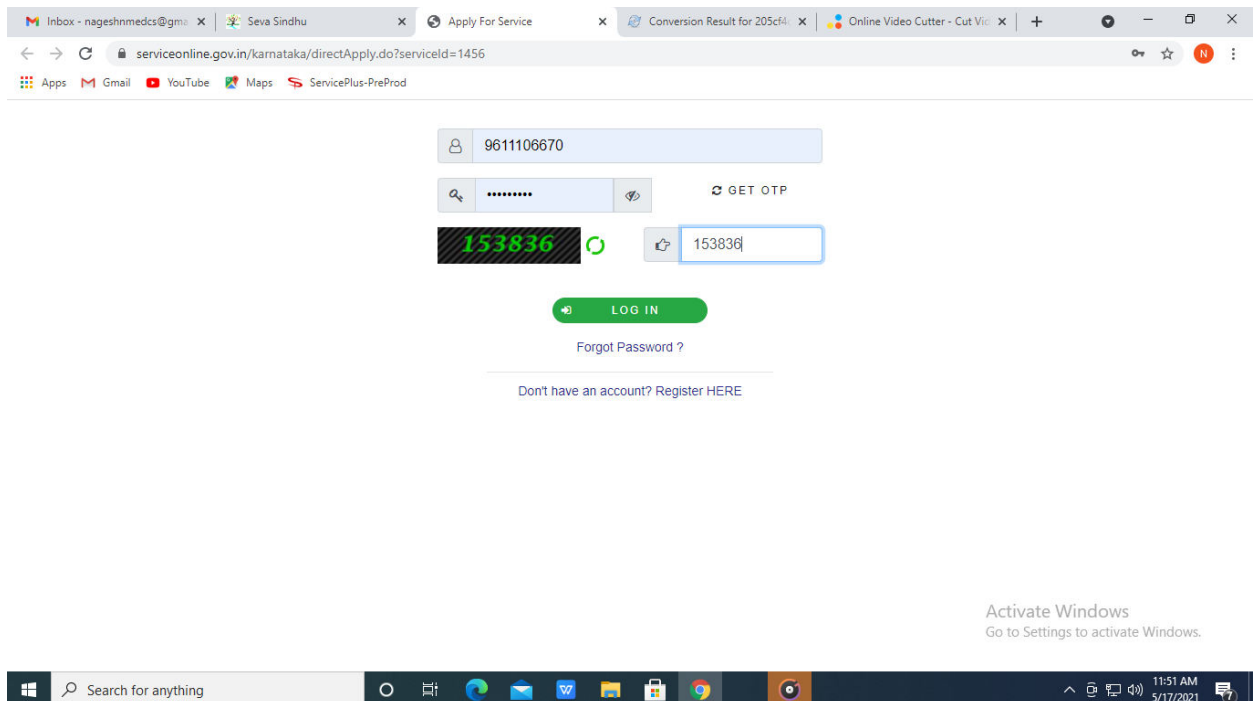 Inbox - nageshnmedcs@gma
Seva Sindhu
Apply For Service
Conversion Result for 205cf4
Online Video Cutter - Cut Vid
serviceonline.gov.in/karnataka/directApply.do?serviceId=1456
N
Apps Gmail YouTube Maps ServicePlus-PreProd
9611106670
GET OTP
153836
153836
LOG IN
Forgot Password ?
Don't have an account? Register HERE
Activate Windows
Go to Settings to activate Windows.
Search for anything
W
11:51 AM
5/17/2021
7